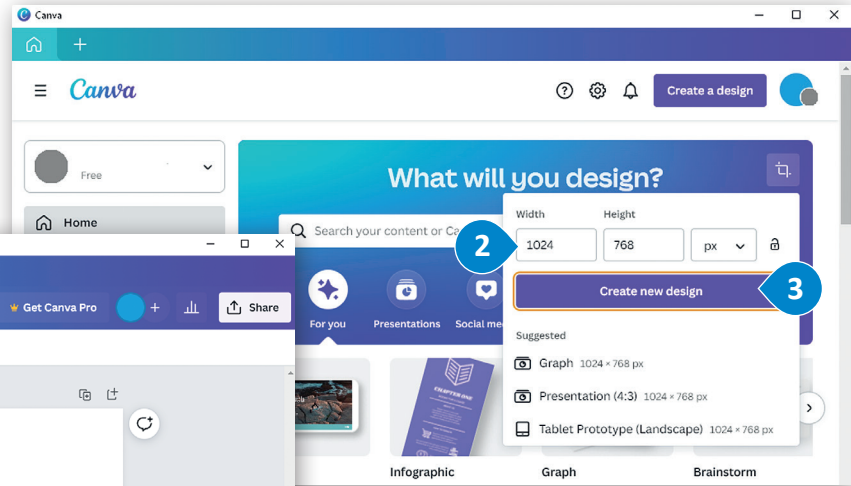 Canva
Canva
Create a design
Free
What will you design?
Home
Search your content or Ca
Width
Height
2
1024
768
px
Create new design
3
Get Canva Pro
Share
For you
Presentations
Social me
Suggested
Graph 1024 × 768 px
Presentation (4:3) 1024 × 768 px
Tablet Prototype (Landscape) 1024 × 768 px
CHAPTER ONE
Infographic
Graph
Brainstorm